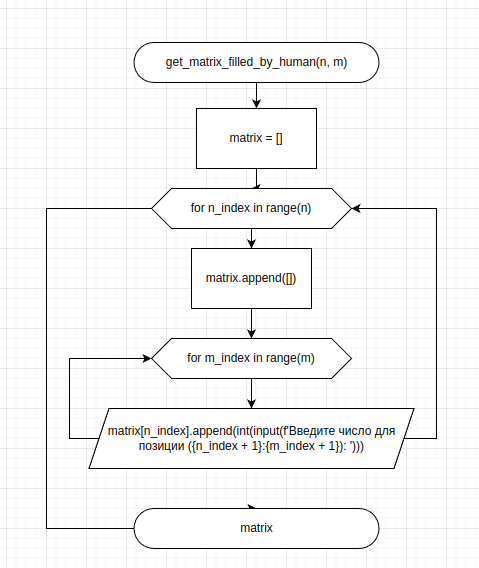 get_matrix_filled_by_human(n, m)
matrix = []
for n_index in range(n)
matrix.append([])
for m_index in range(m)
matrix[n_index].append(int(input(f'Введите число для
позиции ({n_index + 1}:{m_index + 1}): ')))
matrix